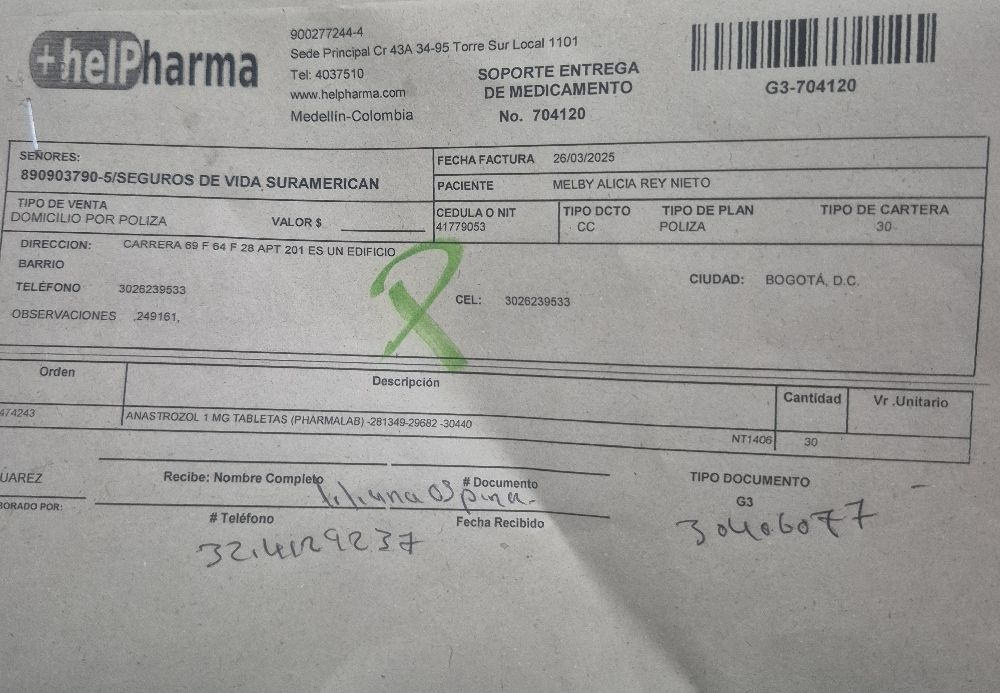 +helPharma
900277244-4
Sede Principal Cr 43A 34-95 Torre Sur Local 1101
Tel: 4037510
www.helpharma.com
Medellín-Colombia
SOPORTE ENTREGA
DE MEDICAMENTO
No. 704120
G3-704120
SEÑORES:
890903790-5/SEGUROS DE VIDA SURAMERICAN
FECHA FACTURA 26/03/2025
PACIENTE MELBY ALICIA REY NIETO
TIPO DE VENTA
DOMICILIO POR POLIZA VALOR $
CEDULA O NIT TIPO DCTO TIPO DE PLAN TIPO DE CARTERA
41779053 CC POLIZA 30
DIRECCION: CARRERA 69 F 64 F 28 APT 201 ES UN EDIFICIO
BARRIO
CIUDAD: BOGOTÁ, D.C.
TELÉFONO 3026239533 CEL: 3026239533
OBSERVACIONES ,249161,
Orden Descripción Cantidad Vr .Unitario
474243 ANASTROZOL 1 MG TABLETAS (PHARMALAB) -281349-29682 -30440
NT1406 30
UAREZ Recibe: Nombre Completo # Documento TIPO DOCUMENTO
liliana Ospina
G3
BORADO POR: # Teléfono Fecha Recibido
30406077